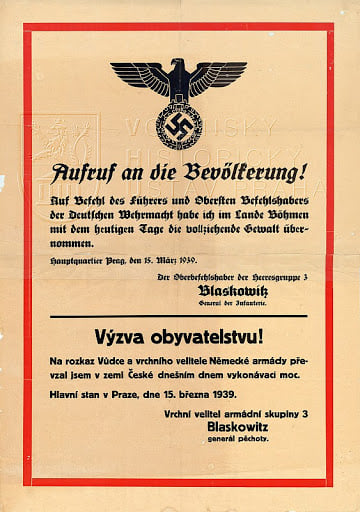 VOJENSKÝ
HISTORICKÝ
ÚSTAV PRAHA
Aufruf an die Bevölkerung!
Auf Befehl des Führers und Obersten Befehlshabers
der Deutschen Wehrmacht habe ich im Lande Böhmen
mit dem heutigen Tage die vollziehende Gewalt über-
nommen.
Hauptquartier Prag, den 15. März 1939.
Der Oberbefehlshaber der Heeresgruppe 3
Blaskowitz
General der Infanterie.
Výzva obyvatelstvu!
Na rozkaz Vůdce a vrchního velitele Německé armády pře-
vzal jsem v zemi České dnešním dnem vykonávací moc.
Hlavní stan v Praze, dne 15. března 1939.
Vrchní velitel armádní skupiny 3
Blaskowitz
generál pěchoty.